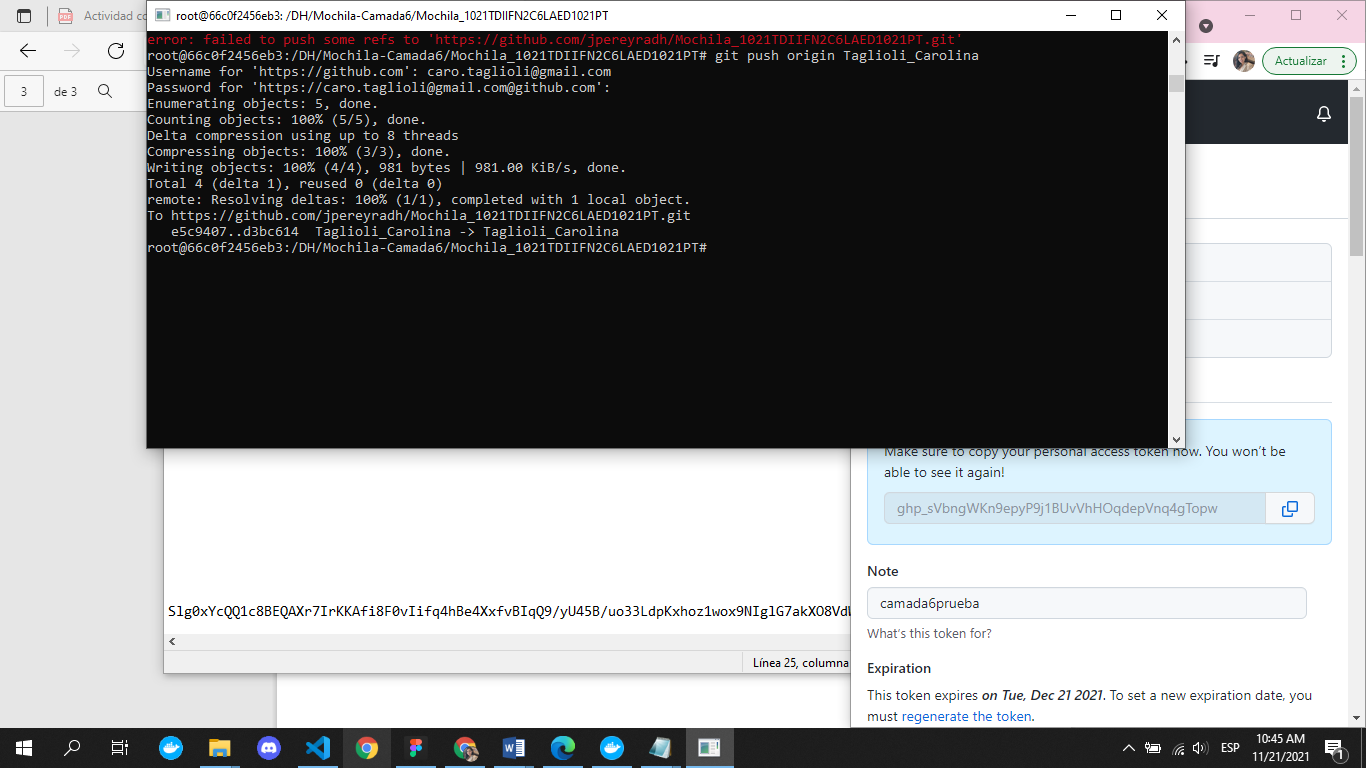 root@66c0f2456eb3: /DH/Mochila-Camada6/Mochila_1021TDIIFN2C6LAED1021PT
Actividad co
3 de 3
Actualizar
error: failed to push some refs to 'https://github.com/jpereyradh/Mochila_1021TDIIFN2C6LAED1021PT.git'
root@66c0f2456eb3:/DH/Mochila-Camada6/Mochila_1021TDIIFN2C6LAED1021PT# git push origin Taglioli_Carolina
Username for 'https://github.com': caro.taglioli@gmail.com
Password for 'https://caro.taglioli@gmail.com@github.com':
Enumerating objects: 5, done.
Counting objects: 100% (5/5), done.
Delta compression using up to 8 threads
Compressing objects: 100% (3/3), done.
Writing objects: 100% (4/4), 981 bytes | 981.00 KiB/s, done.
Total 4 (delta 1), reused 0 (delta 0)
remote: Resolving deltas: 100% (1/1), completed with 1 local object.
To https://github.com/jpereyradh/Mochila_1021TDIIFN2C6LAED1021PT.git
e5c9407..d3bc614  Taglioli_Carolina -> Taglioli_Carolina
root@66c0f2456eb3:/DH/Mochila-Camada6/Mochila_1021TDIIFN2C6LAED1021PT#
Make sure to copy your personal access token now. You won't be
able to see it again!
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
Note
camada6prueba
What's this token for?
Expiration
This token expires on Tue, Dec 21 2021. To set a new expiration date, you
must regenerate the token.
Slg0xYcQQ1c8BEQAXr7IrKKAfi8F0vIifq4hBe4XxfvBIqQ9/yU45B/uo33LdpKxhoz1wox9NIglG7akXO8VdW
Línea 25, columna
ESP
10:45 AM
11/21/2021
1